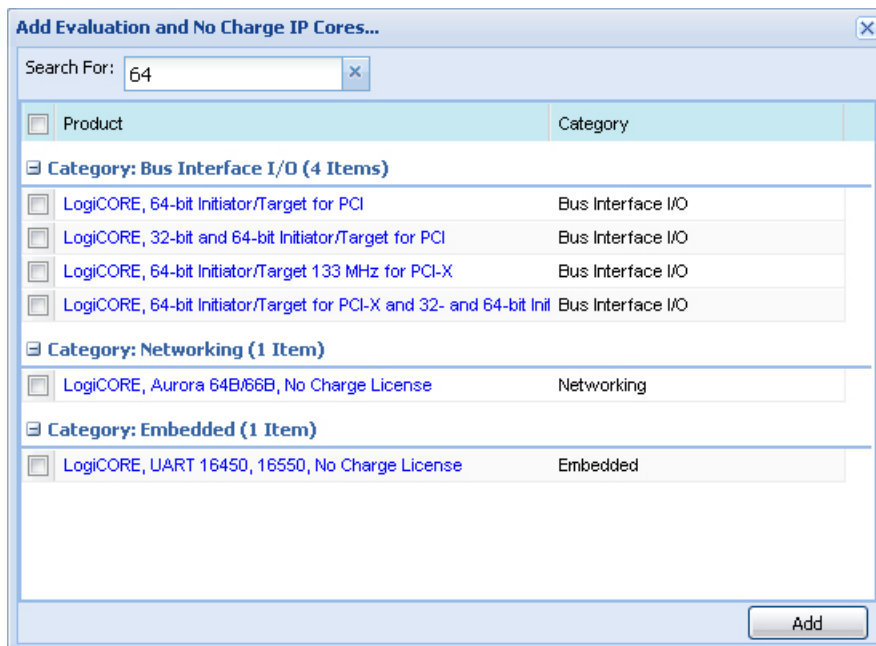 Add Evaluation and No Charge IP Cores...
Search For: 64
Product Category
Category: Bus Interface I/O (4 Items)
LogiCORE, 64-bit Initiator/Target for PCI Bus Interface I/O
LogiCORE, 32-bit and 64-bit Initiator/Target for PCI Bus Interface I/O
LogiCORE, 64-bit Initiator/Target 133 MHz for PCI-X Bus Interface I/O
LogiCORE, 64-bit Initiator/Target for PCI-X and 32- and 64-bit Init Bus Interface I/O
Category: Networking (1 Item)
LogiCORE, Aurora 64B/66B, No Charge License Networking
Category: Embedded (1 Item)
LogiCORE, UART 16450, 16550, No Charge License Embedded
Add